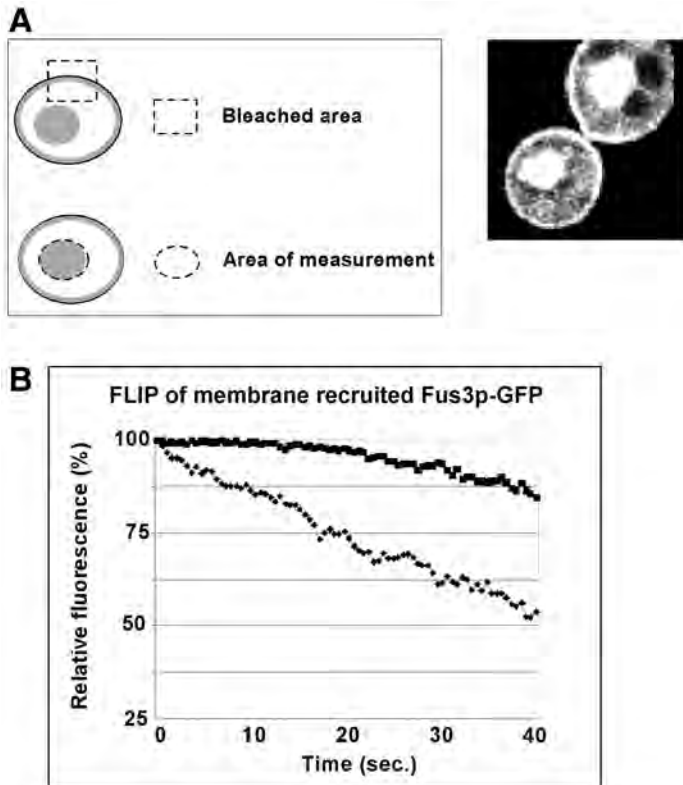 A
Bleached area
Area of measurement
B
FLIP of membrane recruited Fus3p-GFP
Relative fluorescence (%)
100
75
50
25
0 10 20 30 40
Time (sec.)